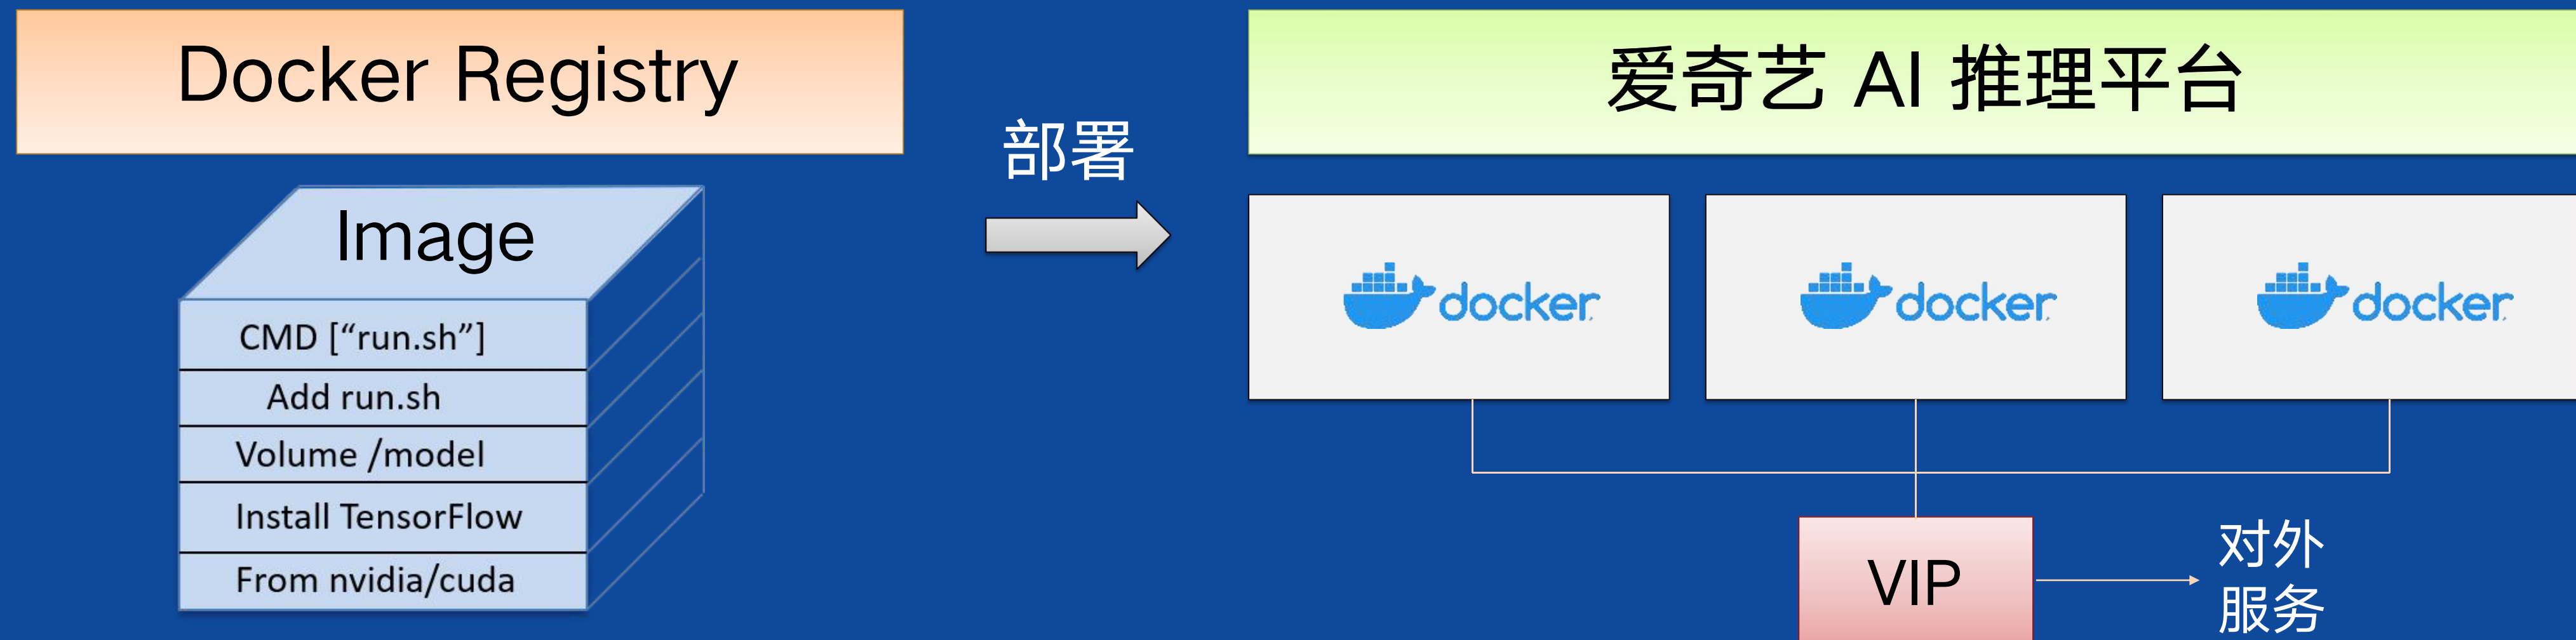 Docker Registry
Image
CMD [“run.sh”]
Add run.sh
Volume /model
Install TensorFlow
From nvidia/cuda
部署
爱奇艺 AI 推理平台
docker
docker
docker
VIP
对外
服务